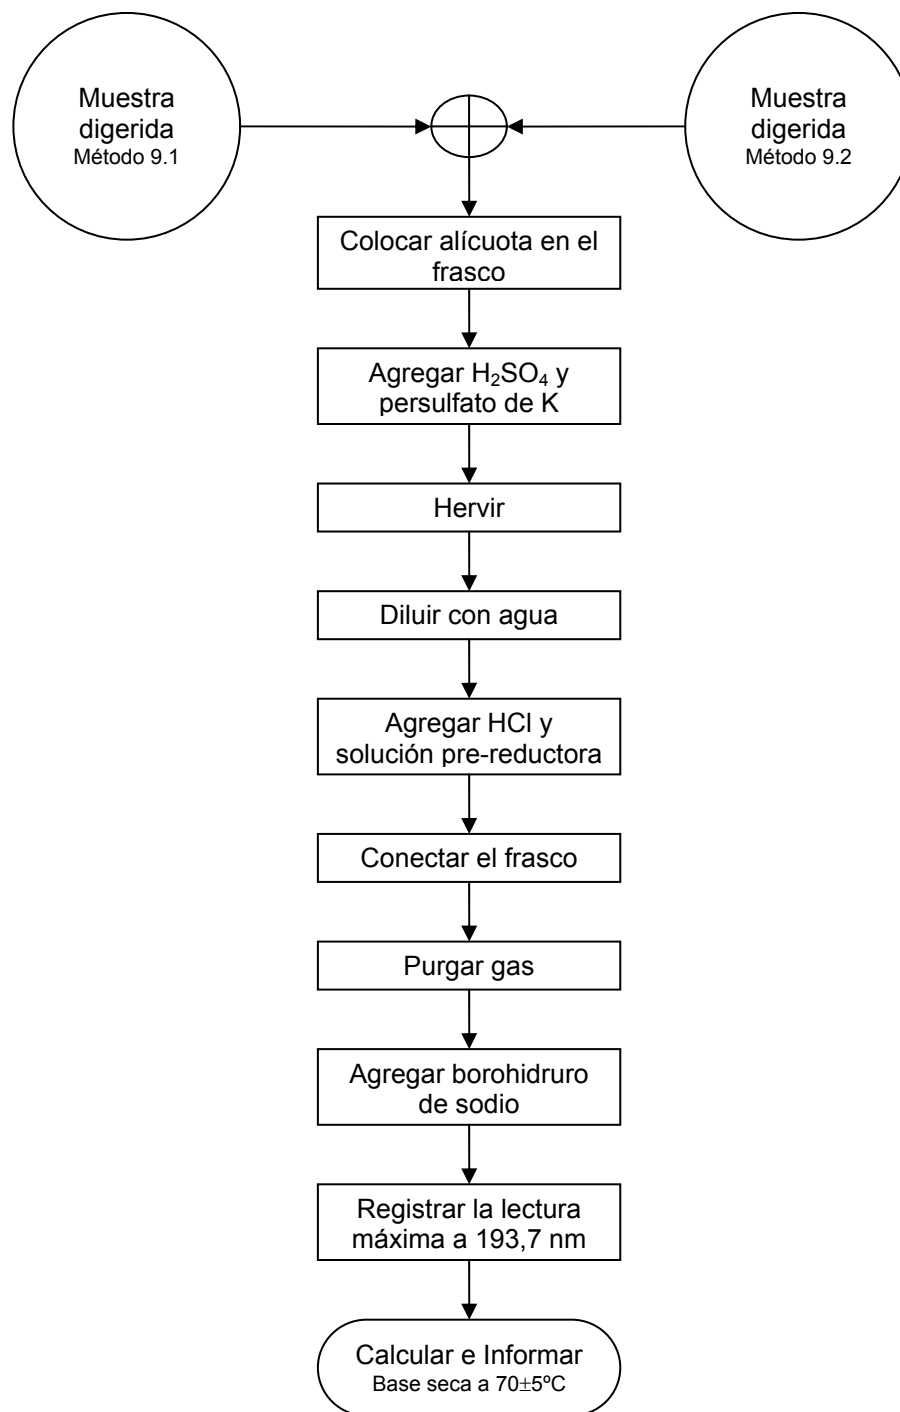 Muestra
digerida
Método 9.1
Muestra
digerida
Método 9.2
Colocar alícuota en el
frasco
Agregar H₂SO₄ y
persulfato de K
Hervir
Diluir con agua
Agregar HCl y
solución pre-reductora
Conectar el frasco
Purgar gas
Agregar borohidruro
de sodio
Registrar la lectura
máxima a 193,7 nm
Calcular e Informar
Base seca a 70±5ºC